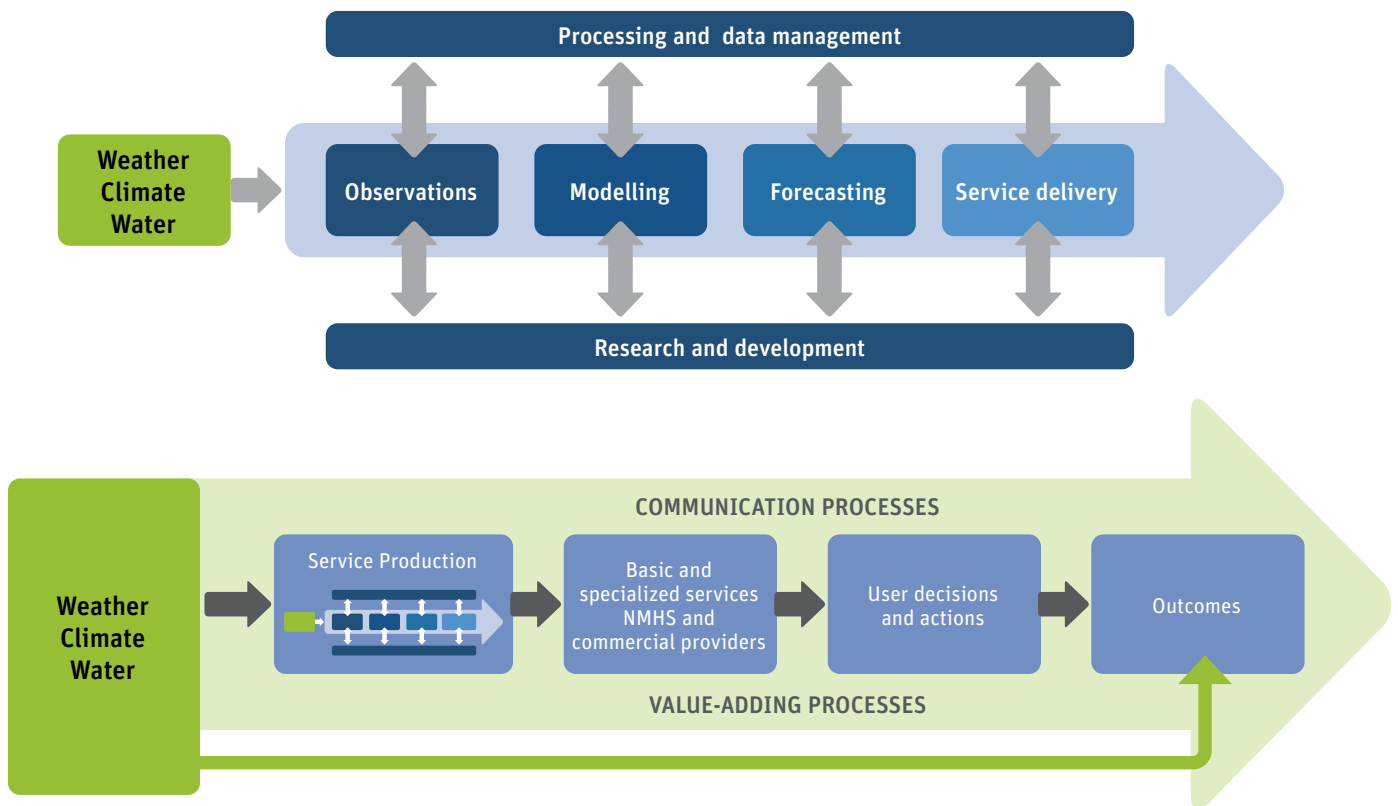 Processing and data management
Weather
Climate
Water
Observations
Modelling
Forecasting
Service delivery
Research and development
COMMUNICATION PROCESSES
Weather
Climate
Water
Service Production
Basic and
specialized services
NMHS and
commercial providers
User decisions
and actions
Outcomes
VALUE-ADDING PROCESSES